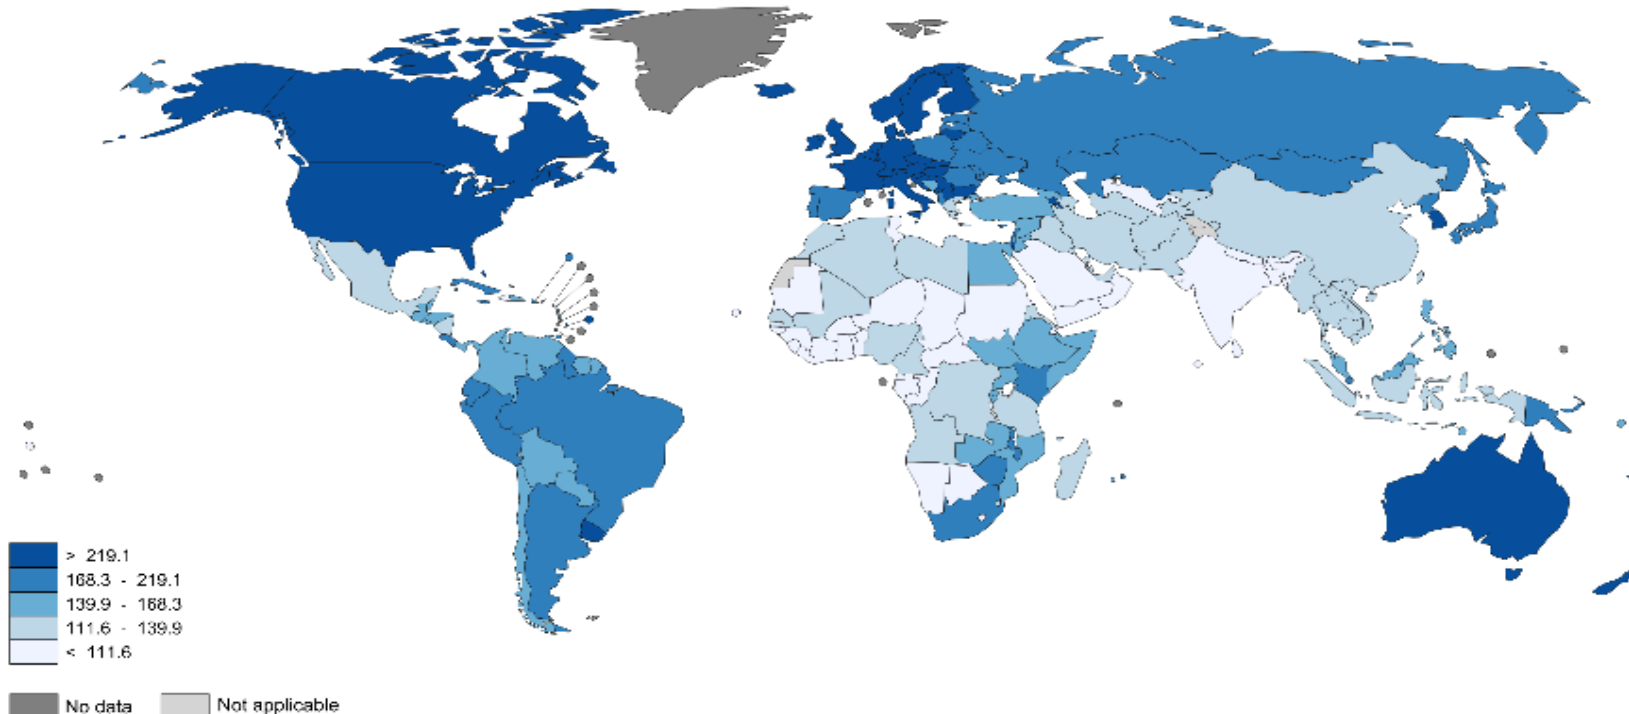 > 219.1
168.3 - 219.1
139.9 - 168.3
111.6 - 139.9
< 111.6
No data
Not applicable